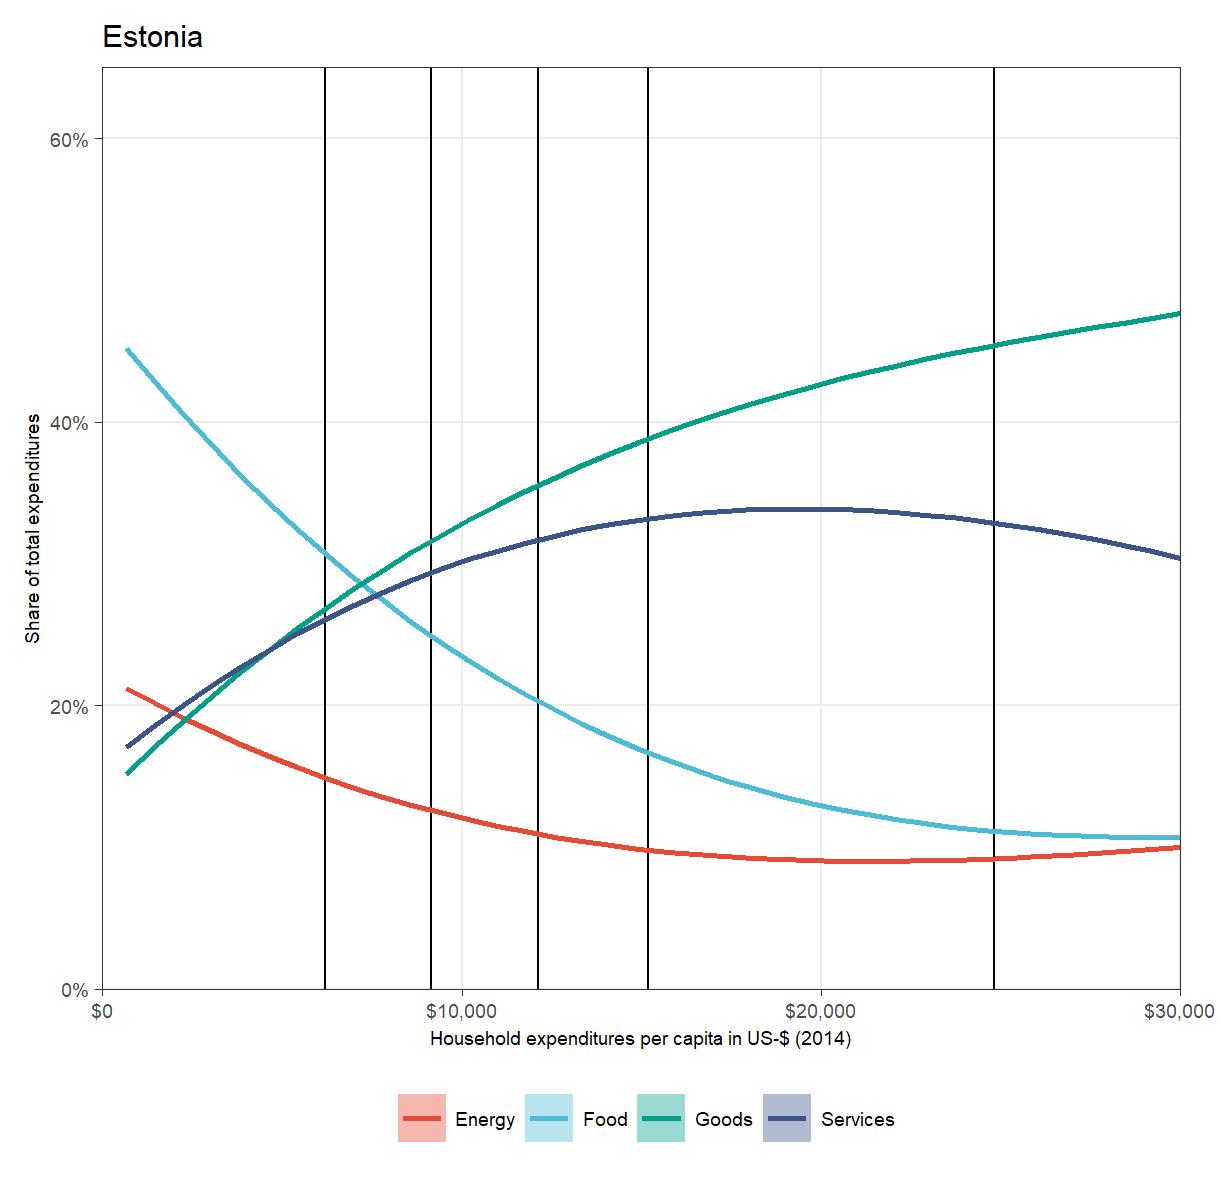 Estonia
60%
40%
20%
0%
Share of total expenditures
$0 $10,000 $20,000 $30,000
Household expenditures per capita in US-$ (2014)
Energy Food Goods Services